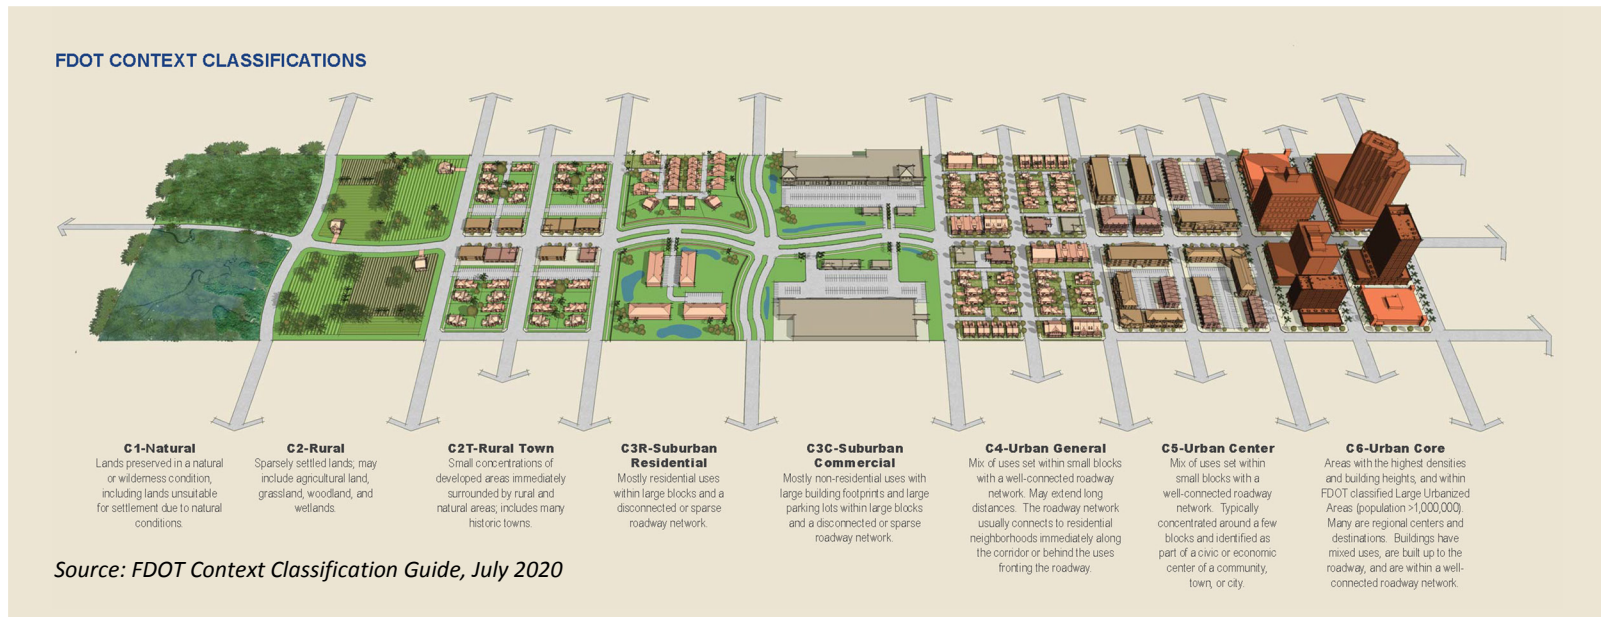 FDOT CONTEXT CLASSIFICATIONS
C1-Natural
Lands preserved in a natural
or wilderness condition,
including lands unsuitable
for settlement due to natural
conditions.
C2-Rural
Sparsely settled lands; may
include agricultural land,
grassland, woodland, and
wetlands.
C2T-Rural Town
Small concentrations of
developed areas immediately
surrounded by rural and
natural areas; includes many
historic towns.
C3R-Suburban
Residential
Mostly residential uses
within large blocks and a
disconnected or sparse
roadway network.
C3C-Suburban
Commercial
Mostly non-residential uses with
large building footprints and large
parking lots within large blocks
and a disconnected or sparse
roadway network.
C4-Urban General
Mix of uses set within small blocks
with a well-connected roadway
network. May extend long
distances. The roadway network
usually connects to residential
neighborhoods immediately along
the corridor or behind the uses
fronting the roadway.
C5-Urban Center
Mix of uses set within
small blocks with a
well-connected roadway
network. Typically
concentrated around a few
blocks and identified as
part of a civic or economic
center of a community,
town, or city.
C6-Urban Core
Areas with the highest densities
and building heights, and within
FDOT classified Large Urbanized
Areas (population >1,000,000).
Many are regional centers and
destinations. Buildings have
mixed uses, are built up to the
roadway, and are within a well-
connected roadway network.
Source: FDOT Context Classification Guide, July 2020